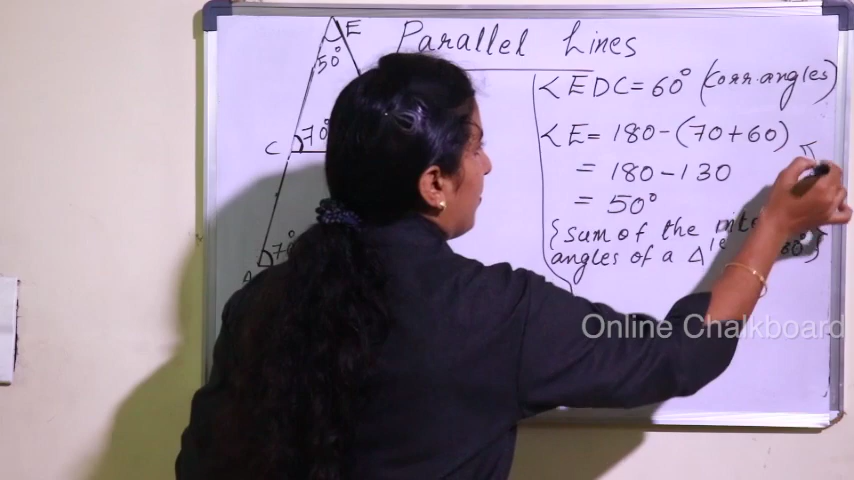 Parallel Lines
E
50°
C 70°
70°
<EDC = 60° (corr.angles)
<E = 180-(70+60)
= 180-130
= 50°
{sum of the
angles of a Δ
Online Chalkboard